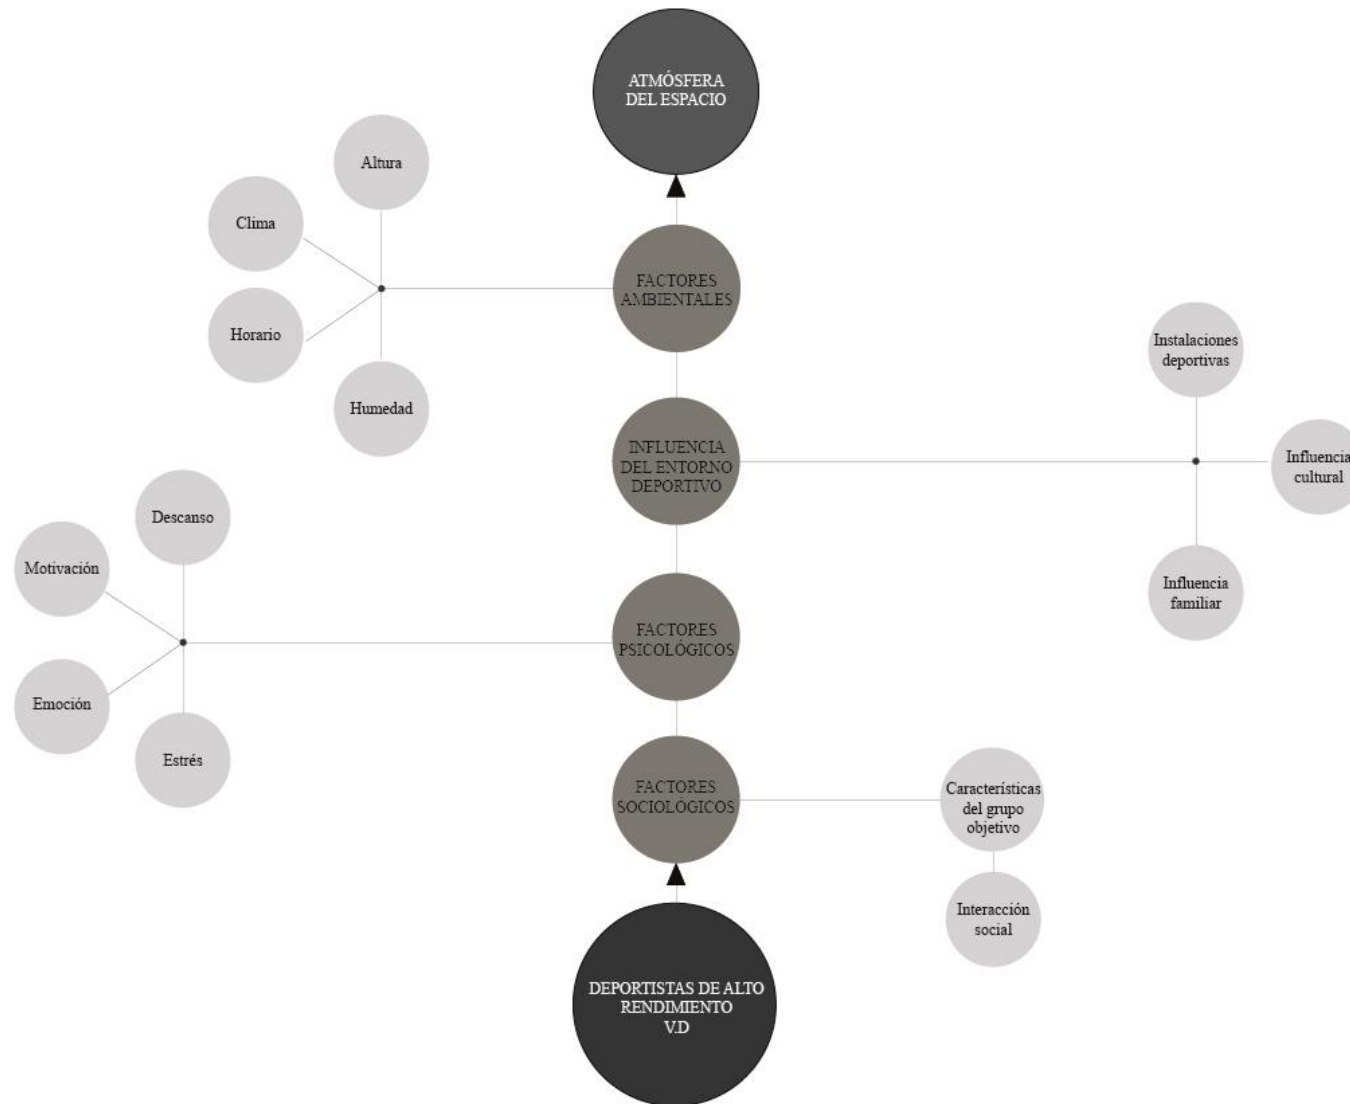 ATMÓSFERA
DEL ESPACIO
Altura
Clima
FACTORES
AMBIENTALES
Horario
Humedad
Instalaciones
deportivas
INFLUENCIA
DEL ENTORNO
DEPORTIVO
Influencia
cultural
Influencia
familiar
Descanso
Motivación
FACTORES
PSICOLÓGICOS
Emoción
Estrés
FACTORES
SOCIOLÓGICOS
Características
del grupo
objetivo
Interacción
social
DEPORTISTAS DE ALTO
RENDIMIENTO
V.D